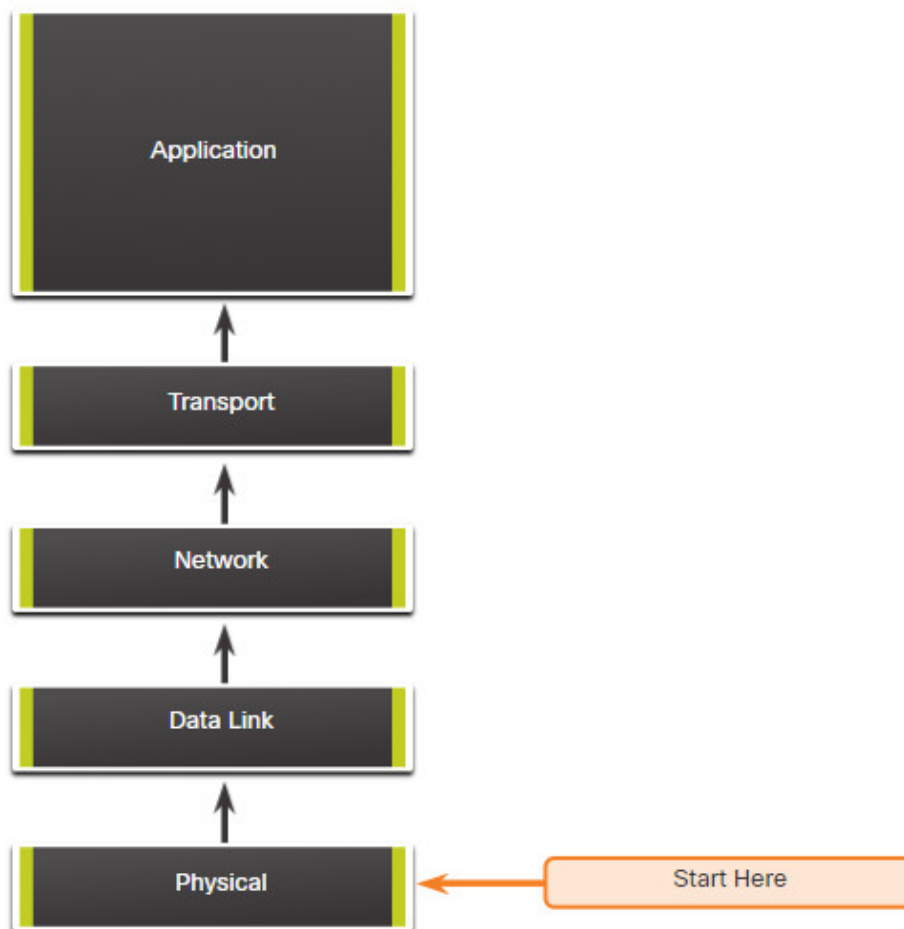 Application
Transport
Network
Data Link
Physical
Start Here